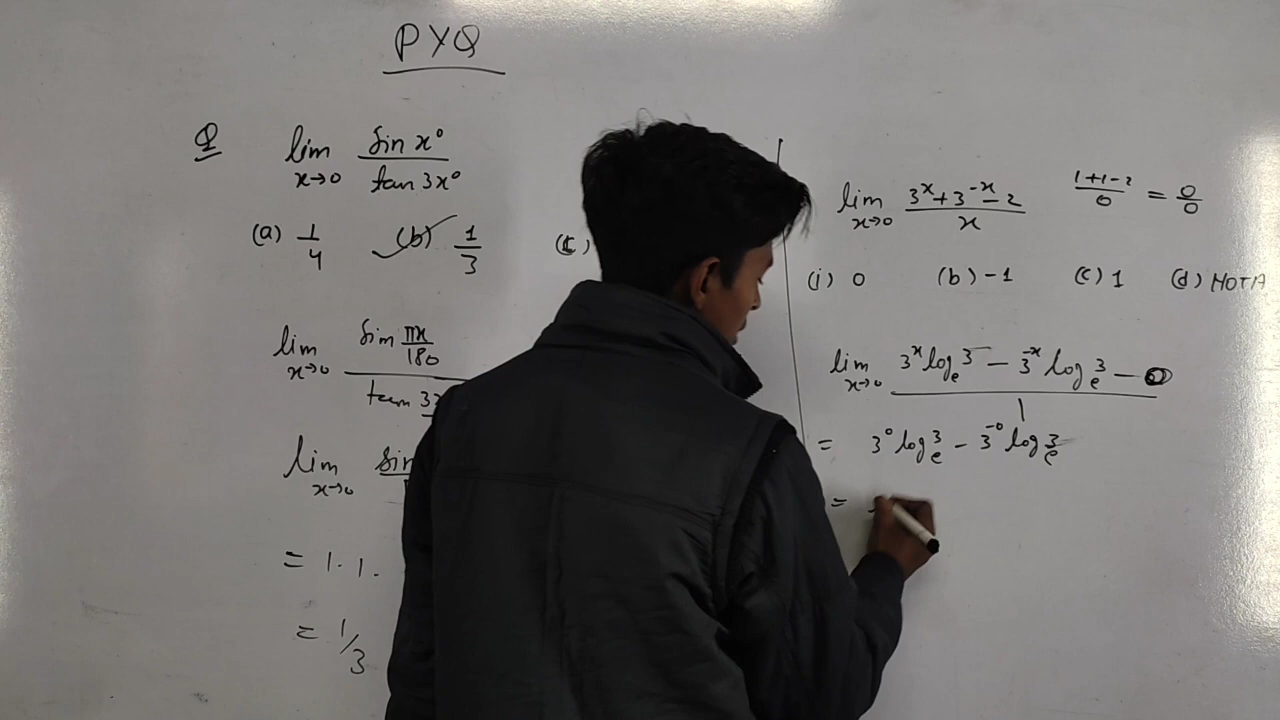 PYQ
Q lim x→0 sin x° / tan 3x°
(a) 1/4 (b) 1/3 (c)
lim x→0 sin πx/180 / tan 3x
lim x→0 sin
= 1.1.
= 1/3
lim x→0 3^x + 3^-x - 2 / x 1+1-2 / 0 = 0/0
(i) 0 (b) -1 (c) 1 (d) NOTA
lim x→0 3^x log_e 3 - 3^-x log_e 3 - 0 / 1
= 3^0 log_e 3 - 3^-0 log_e 3
=